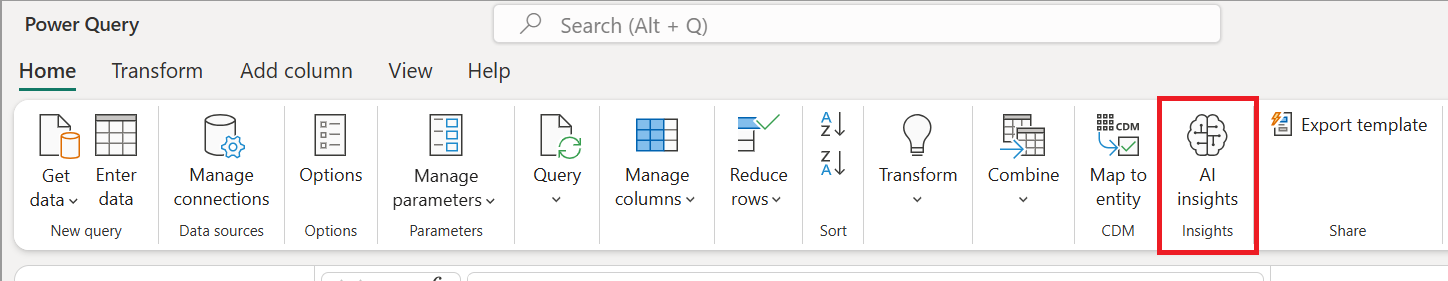 Power Query
Search (Alt + Q)
Home Transform Add column View Help
Get data
Enter data
New query
Manage connections
Data sources
Options
Options
Manage parameters
Parameters
Query
Manage columns
Reduce rows
A Z
Z A
Sort
Transform
Combine
CDM
Map to entity
CDM
AI insights
Insights
Export template
Share